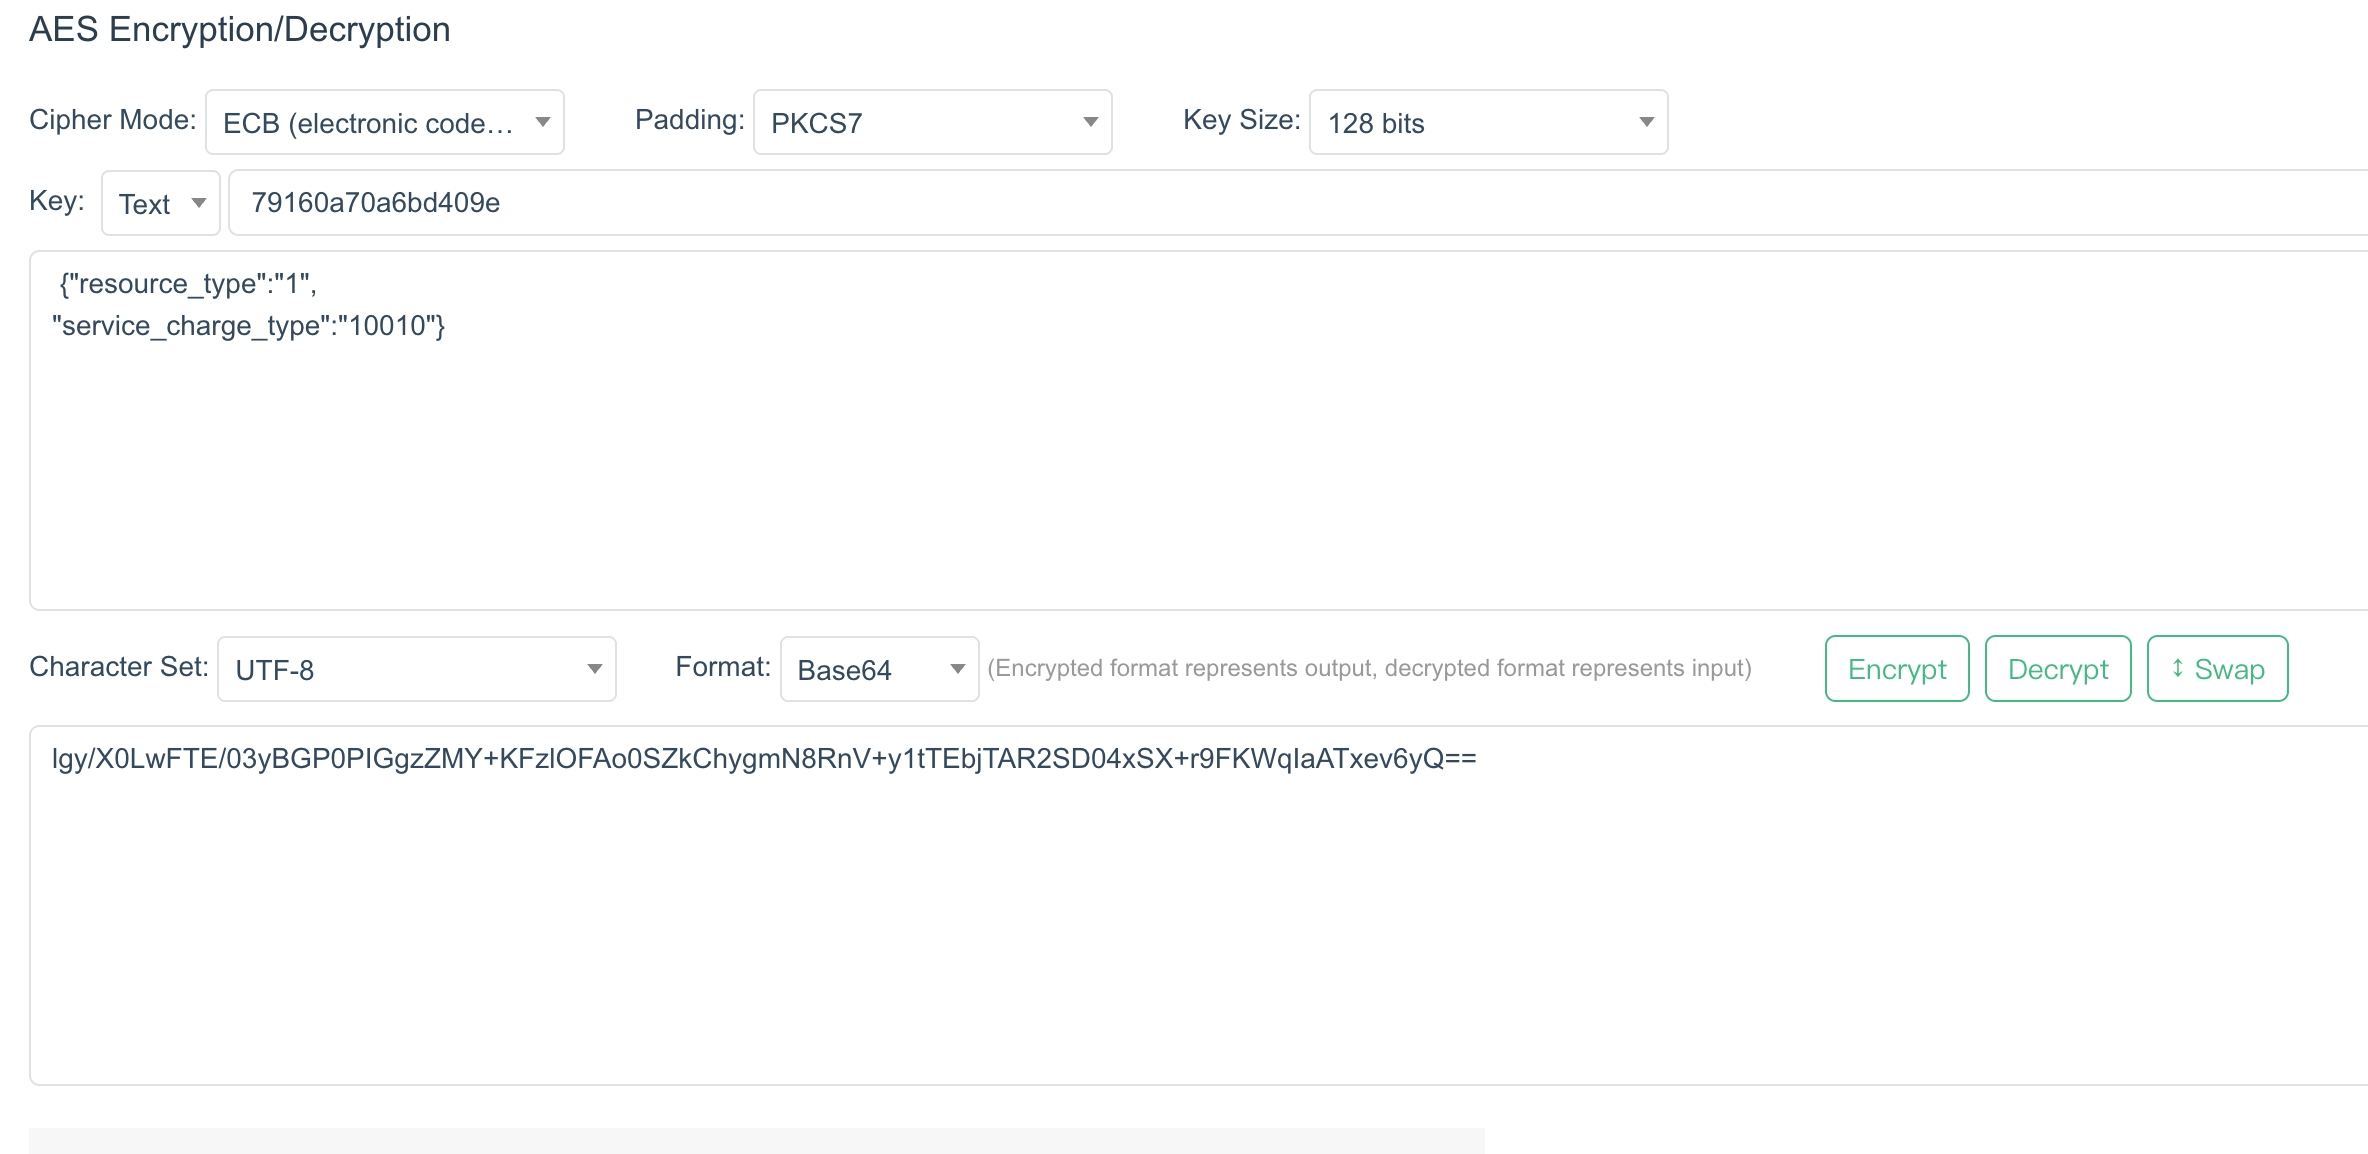 AES Encryption/Decryption
Cipher Mode: ECB (electronic code... Padding: PKCS7 Key Size: 128 bits
Key: Text 79160a70a6bd409e
{"resource_type":"1",
"service_charge_type":"10010"}
Character Set: UTF-8 Format: Base64 (Encrypted format represents output, decrypted format represents input) Encrypt Decrypt ↕ Swap
lgy/X0LwFTE/03yBGP0PIGgzZMY+KFzlOFAo0SZkChygmN8RnV+y1tTEbjTAR2SD04xSX+r9FKWqIaATxev6yQ==